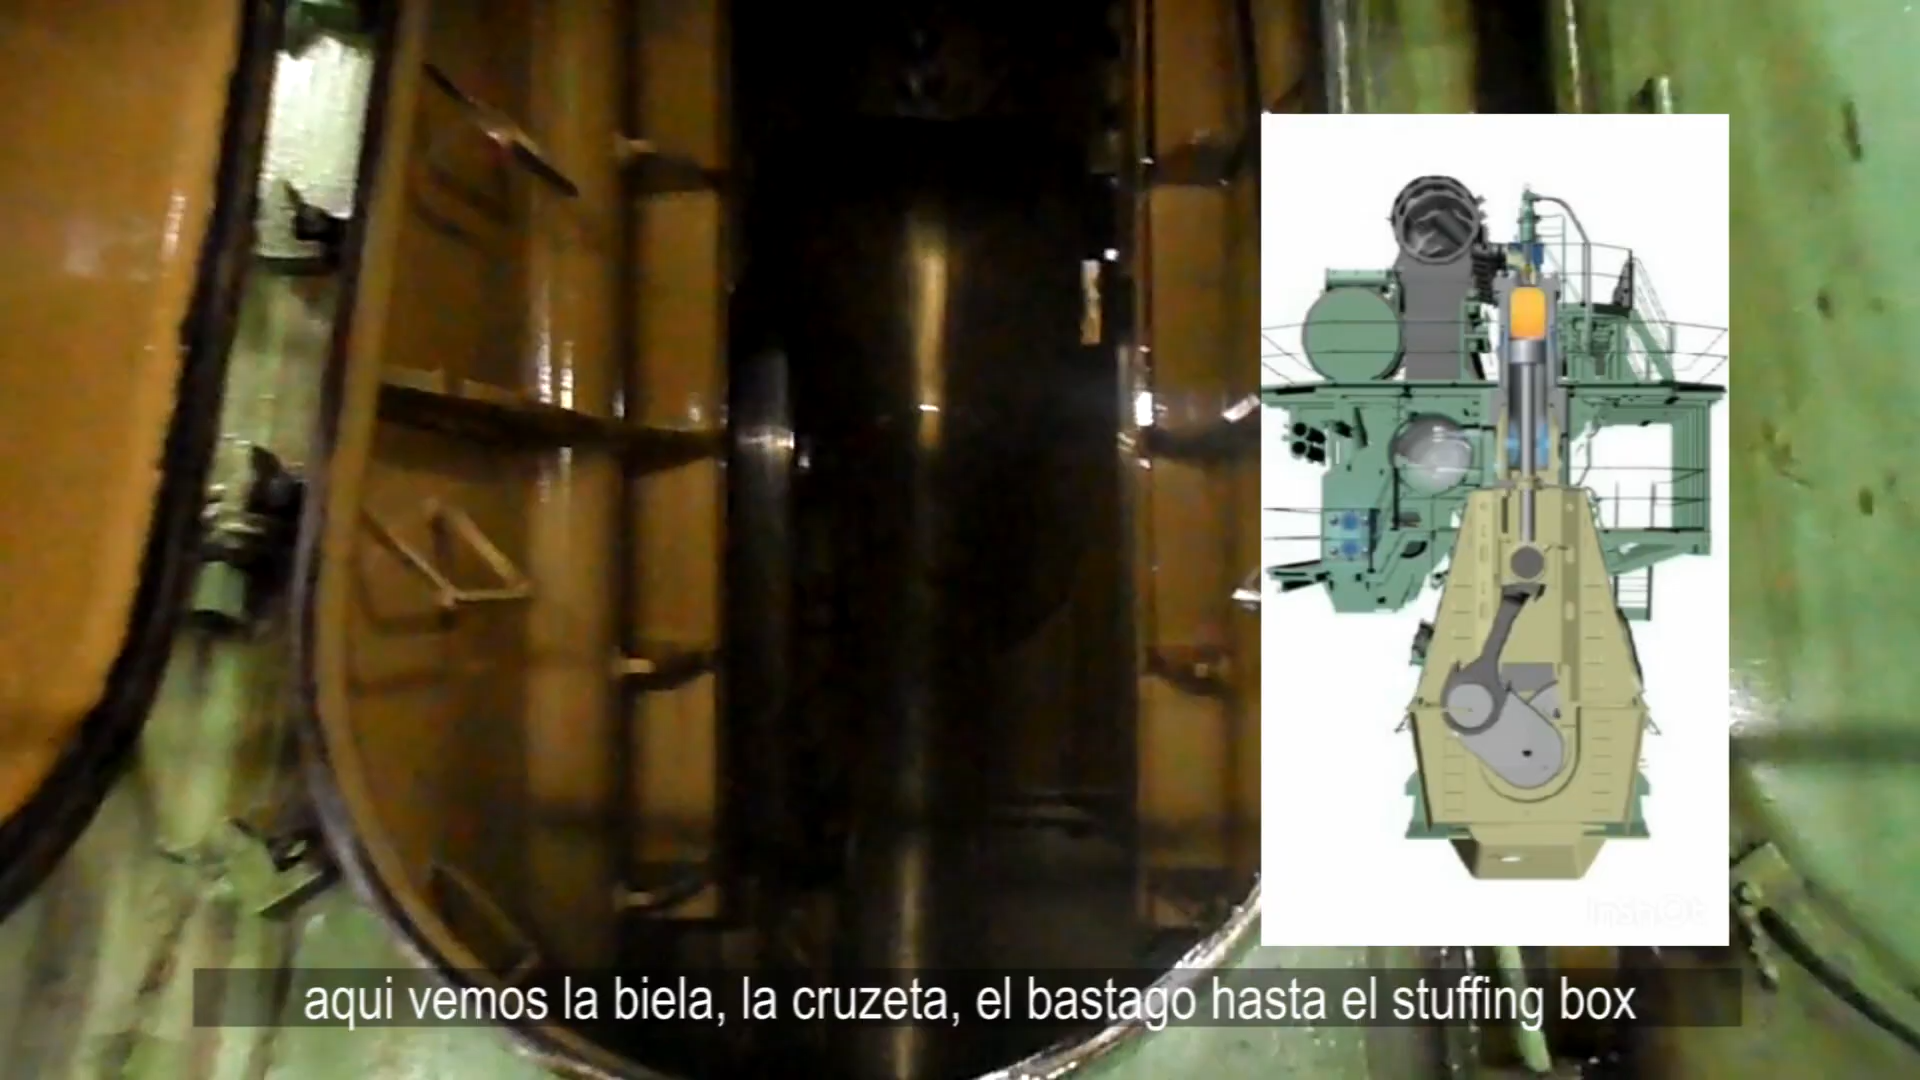 aqui vemos la biela, la cruzeta, el bastago hasta el stuffing box